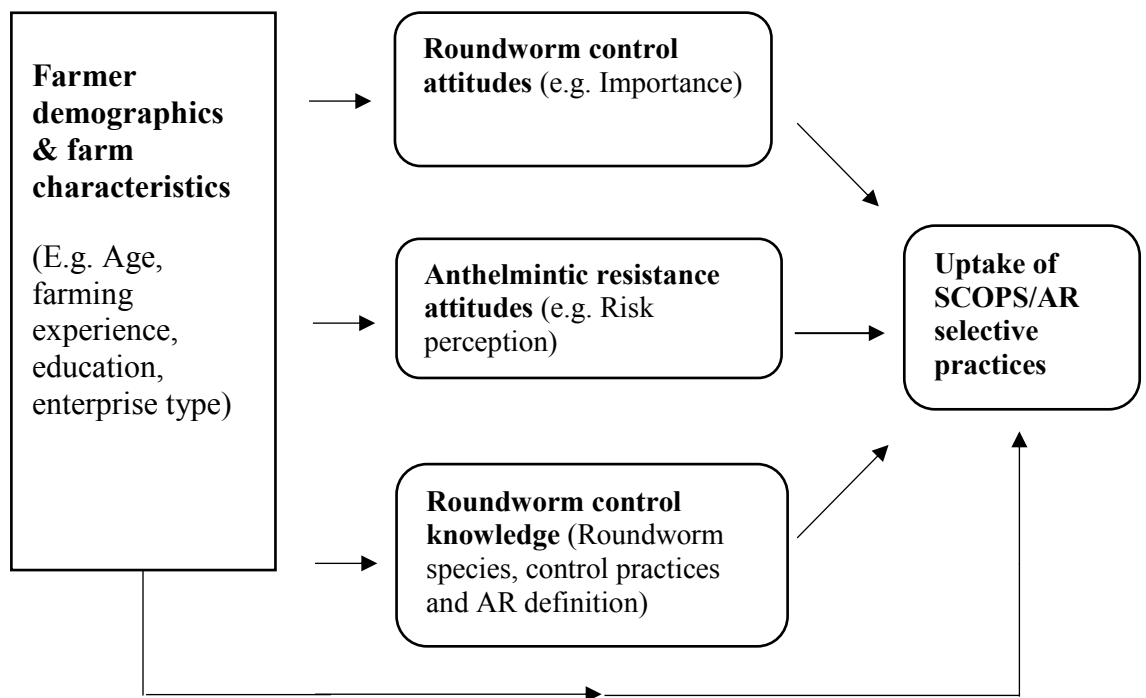 Farmer
demographics
& farm
characteristics
(E.g. Age,
farming
experience,
education,
enterprise type)
Roundworm control
attitudes (e.g. Importance)
Anthelmintic resistance
attitudes (e.g. Risk
perception)
Roundworm control
knowledge (Roundworm
species, control practices
and AR definition)
Uptake of
SCOPS/AR
selective
practices